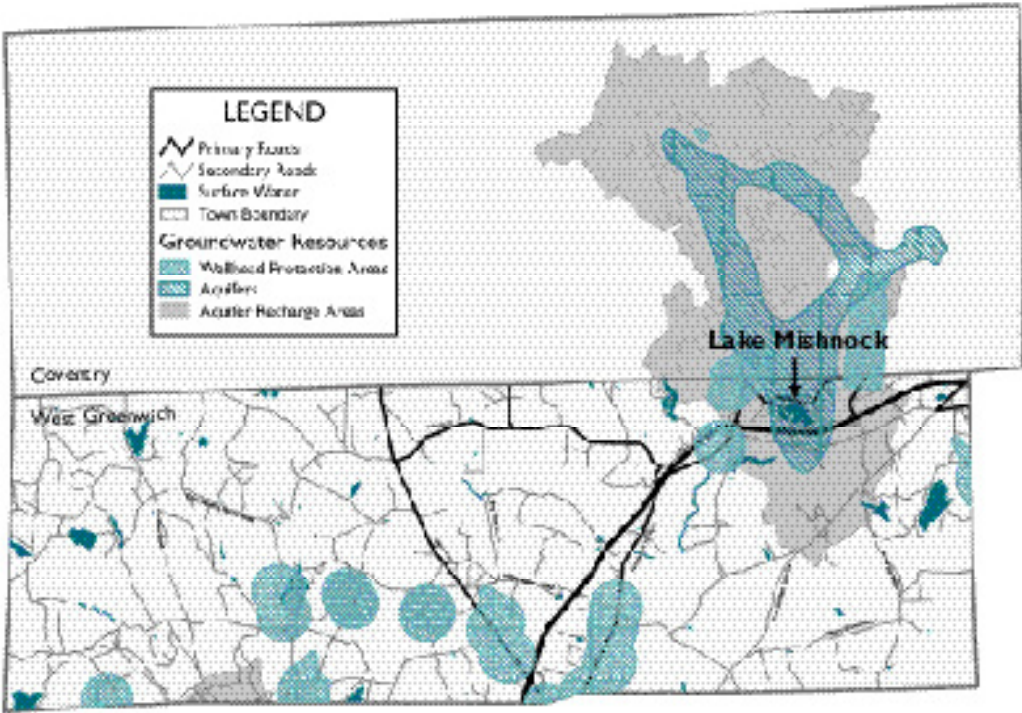 LEGEND
Primary Roads
Secondary Roads
Surface Water
Town Boundary
Groundwater Resources
Wellhead Protection Areas
Aquifers
Aquifer Recharge Areas
Lake Mishnock
Coventry
West Greenwich